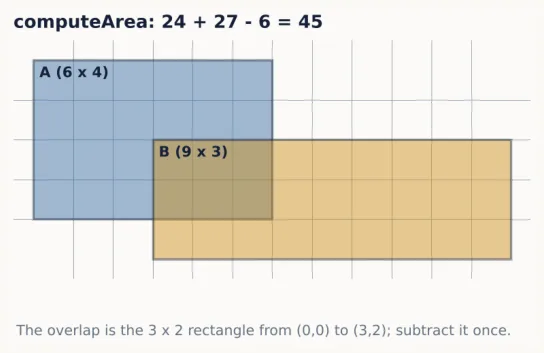 computeArea: 24 + 27 - 6 = 45
A (6 x 4)
B (9 x 3)
The overlap is the 3 x 2 rectangle from (0,0) to (3,2); subtract it once.